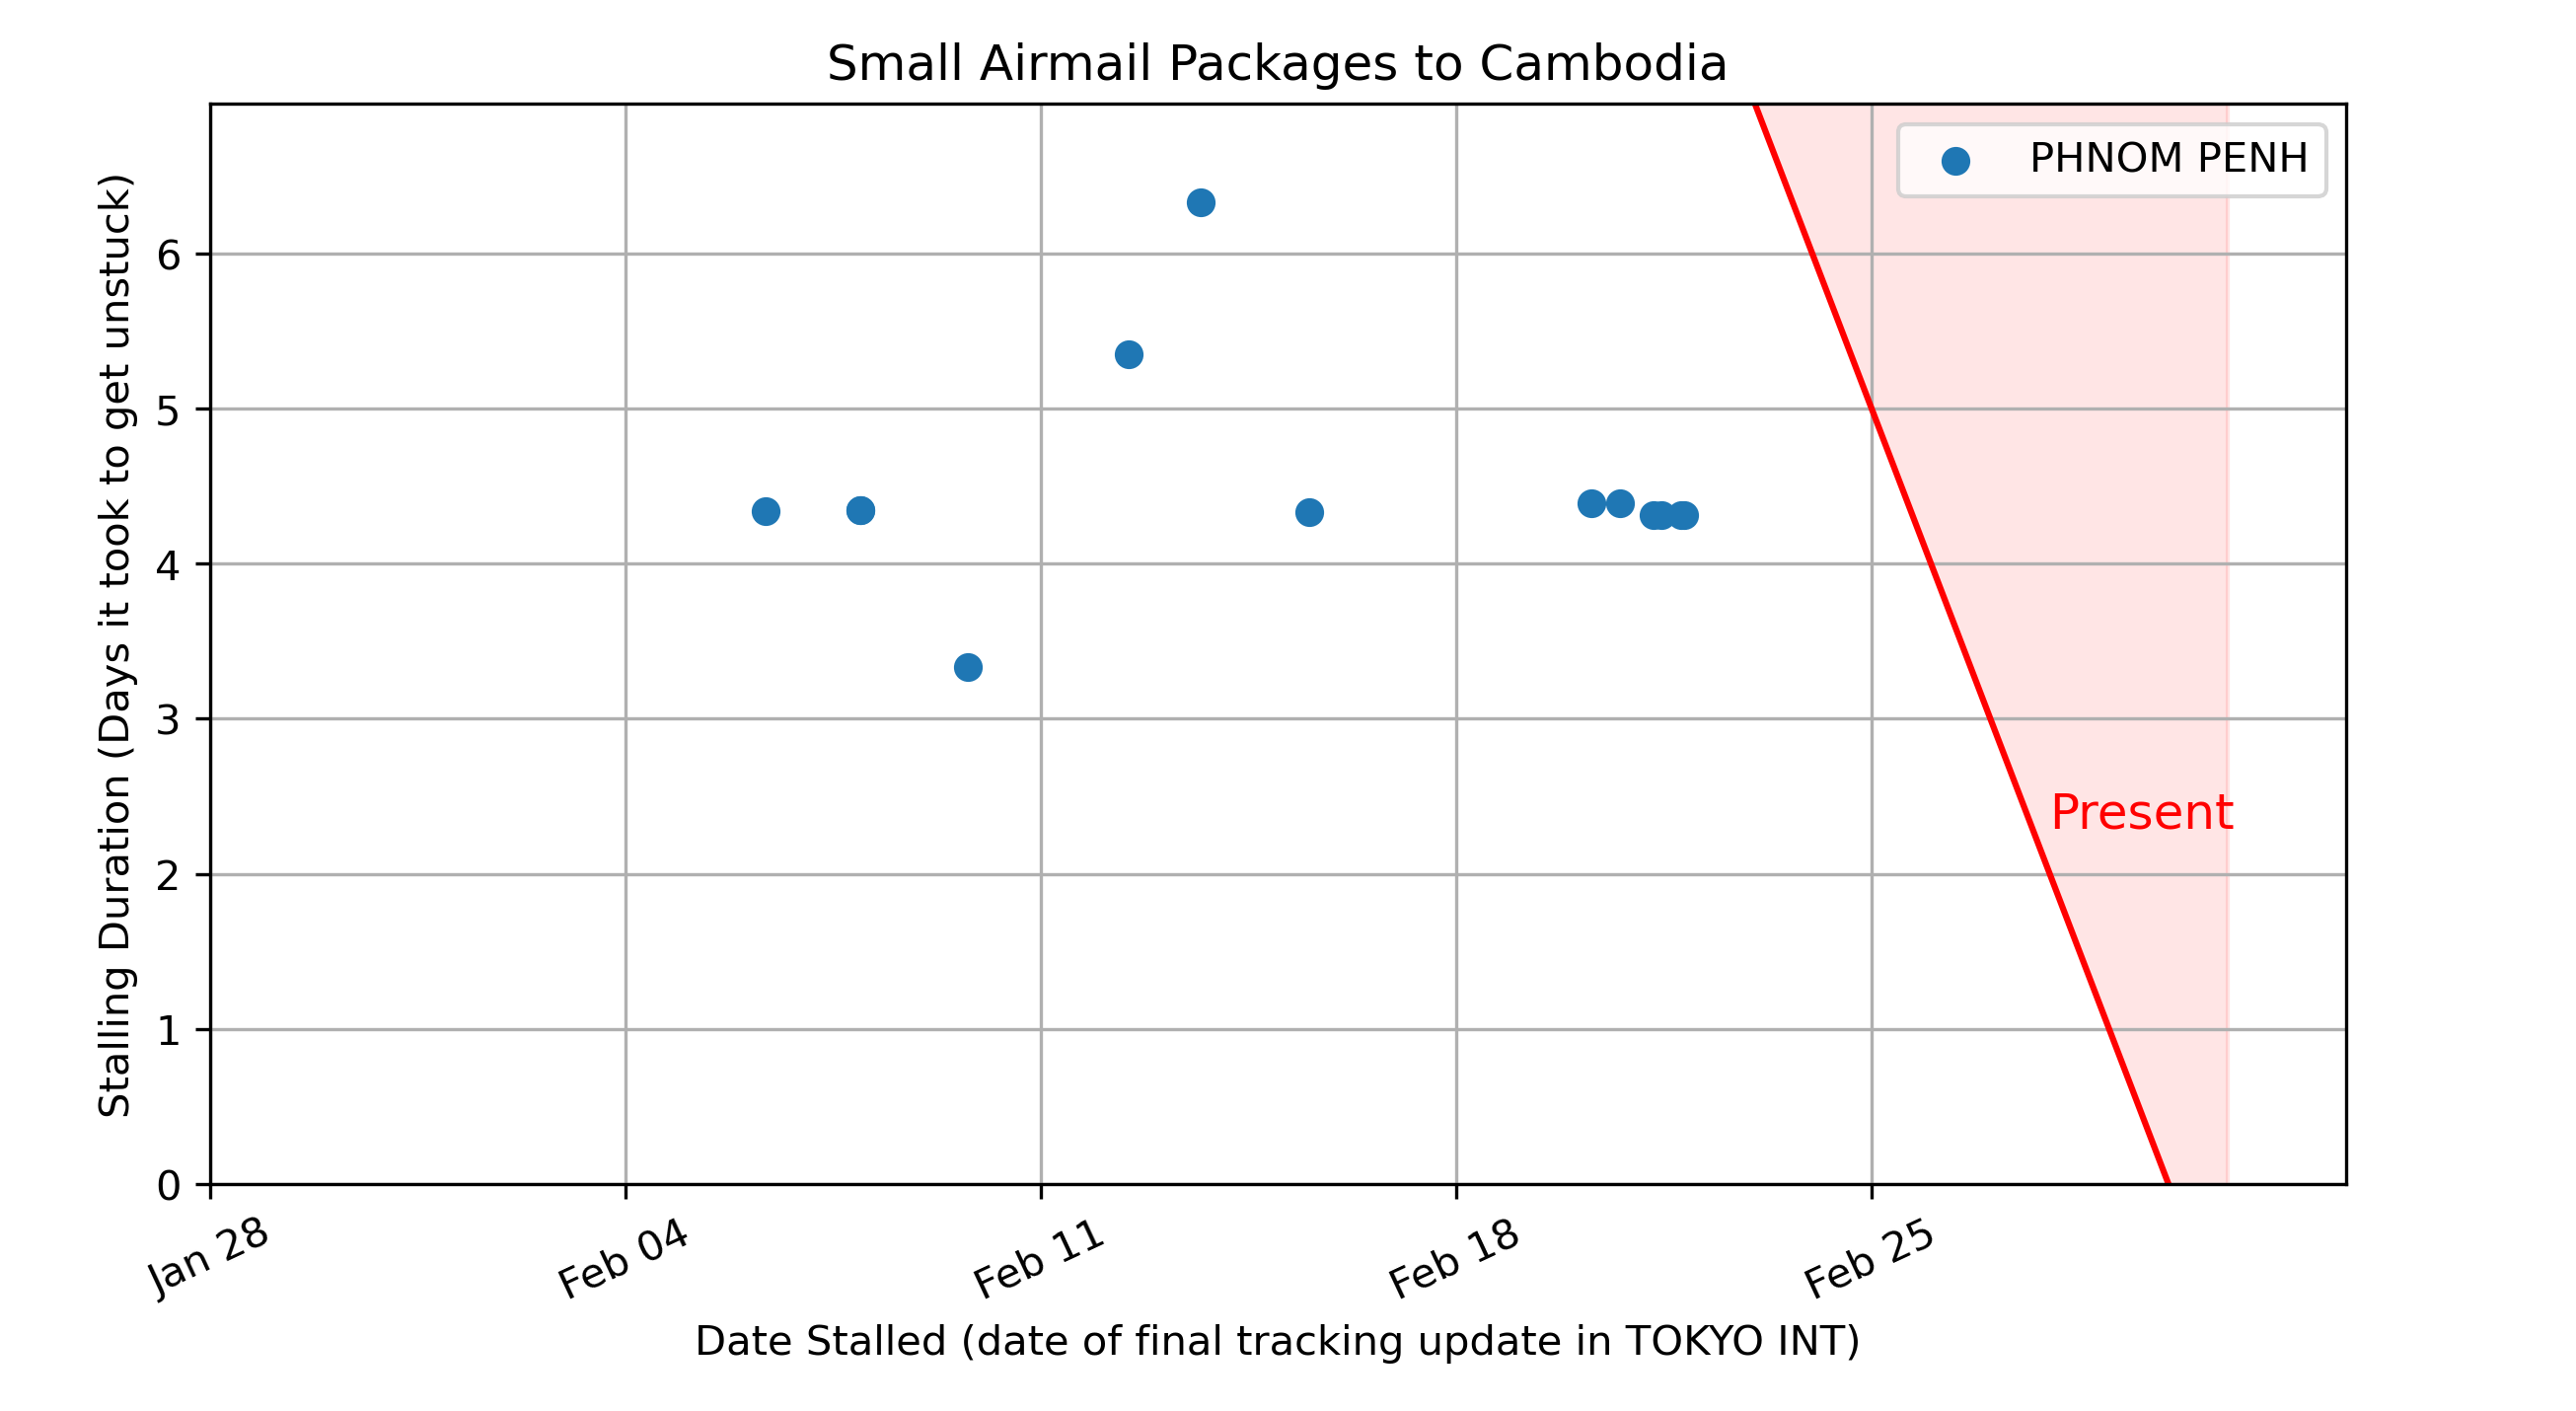 Small Airmail Packages to Cambodia
PHNOM PENH
Stalling Duration (Days it took to get unstuck)
6
5
4
3
2
1
0
Present
Jan 28
Feb 04
Feb 11
Feb 18
Feb 25
Date Stalled (date of final tracking update in TOKYO INT)